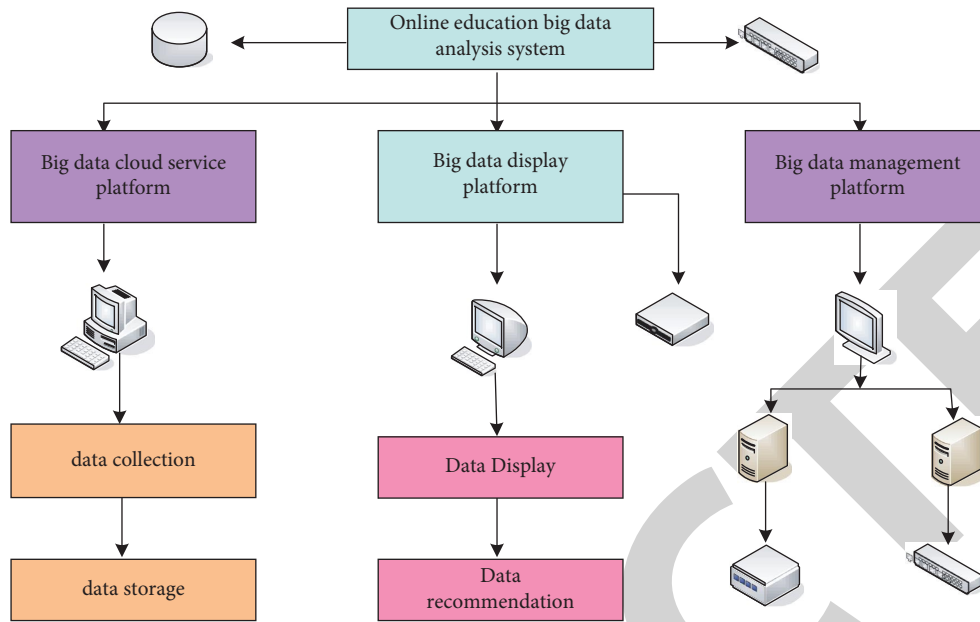 Online education big data
analysis system
Big data cloud service
platform
Big data display
platform
Big data management
platform
data collection
Data Display
data storage
Data
recommendation